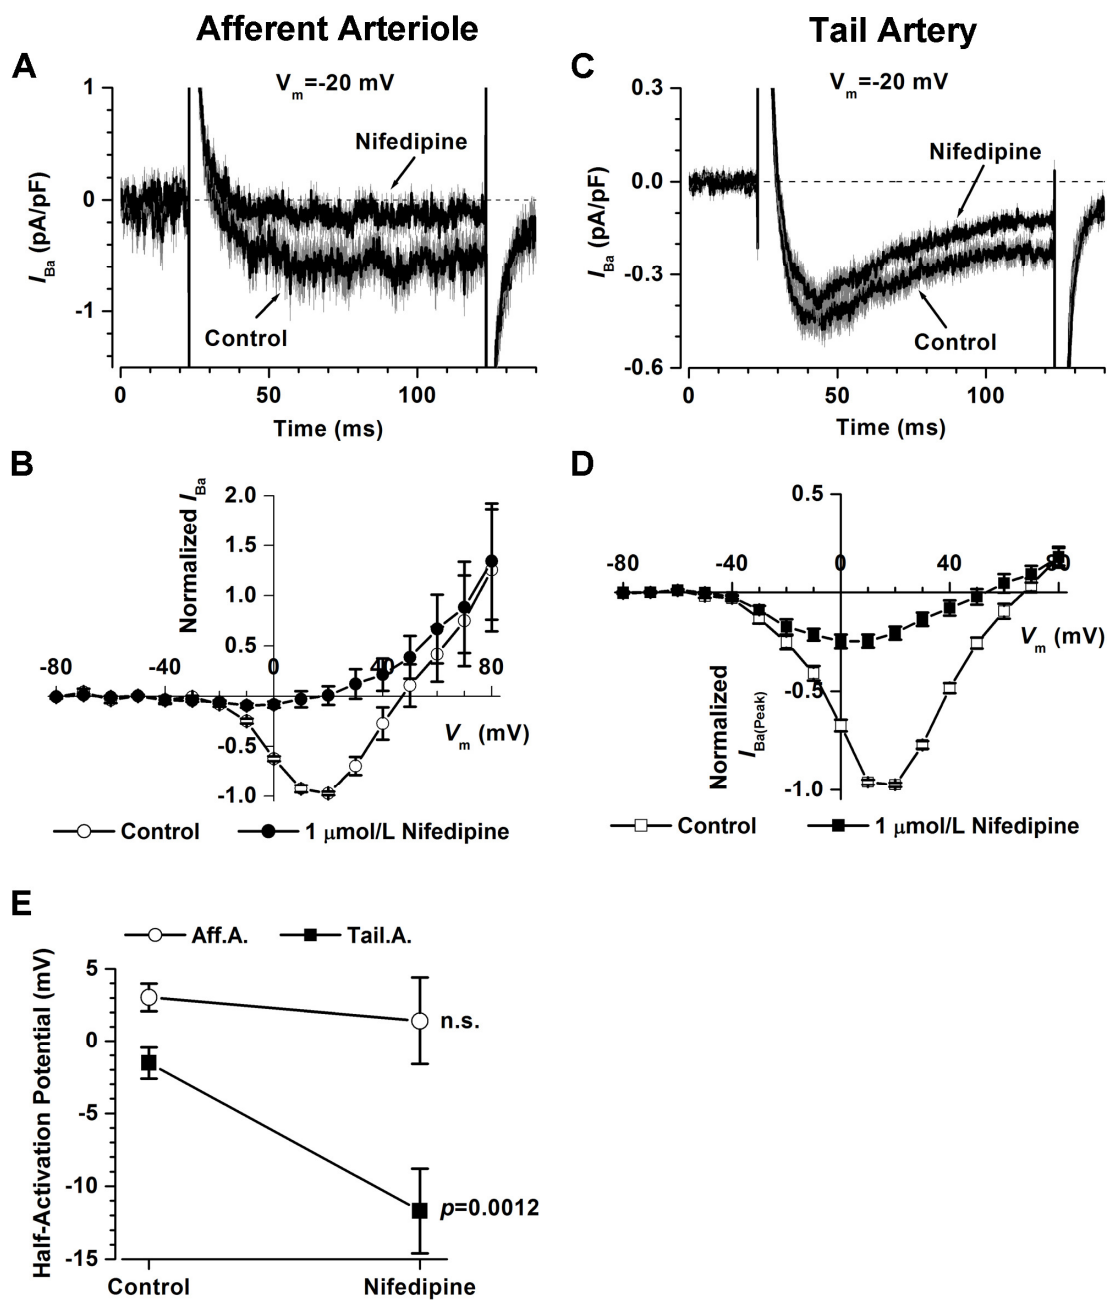 Afferent Arteriole
Tail Artery
A
V_m=-20 mV
1
0
-1
I_Ba (pA/pF)
Nifedipine
Control
0 50 100
Time (ms)
C
V_m=-20 mV
0.3
0.0
-0.3
-0.6
I_Ba (pA/pF)
Nifedipine
Control
0 50 100
Time (ms)
B
Normalized I_Ba
2.0
1.5
1.0
0.5
-80 -40 0 40 80
-0.5
-1.0
V_m (mV)
Control 1 μmol/L Nifedipine
D
0.5
-80 -40 0 40 80
-0.5
-1.0
V_m (mV)
Normalized
I_Ba(Peak)
Control 1 μmol/L Nifedipine
E
Aff.A. Tail.A.
Half-Activation Potential (mV)
5
0
-5
-10
-15
n.s.
p=0.0012
Control Nifedipine